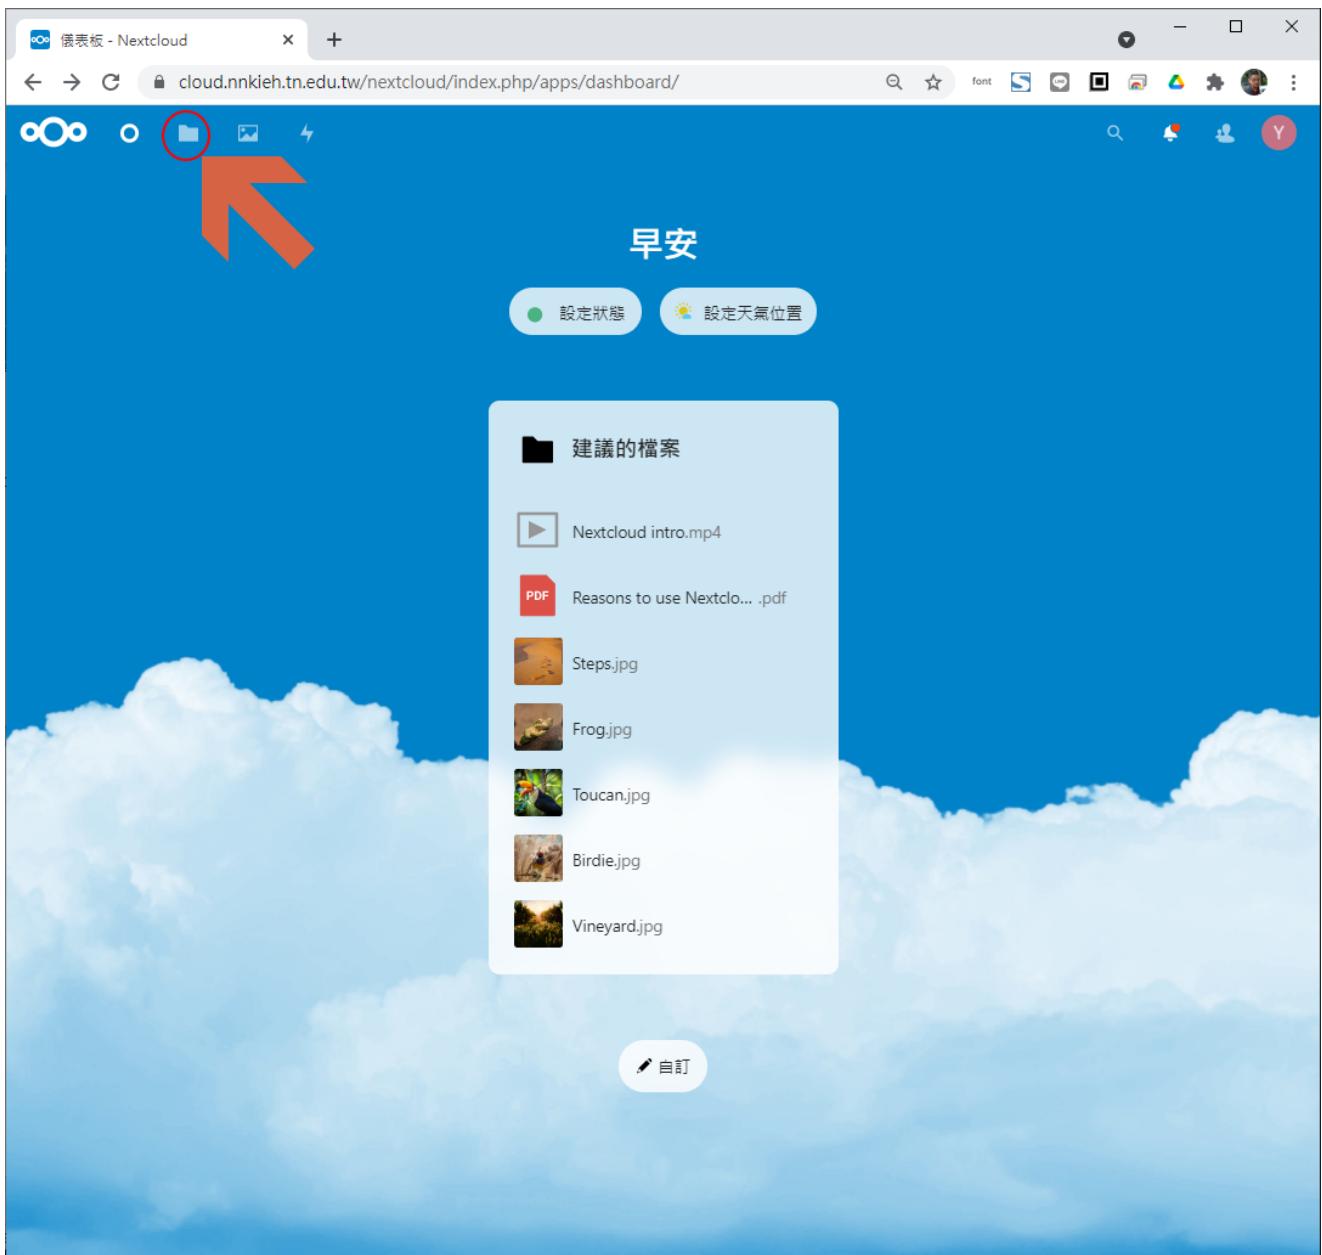 儀表板 - Nextcloud
cloud.nnkieh.tn.edu.tw/nextcloud/index.php/apps/dashboard/
font
S
Y
早安
設定狀態
設定天氣位置
建議的檔案
Nextcloud intro.mp4
PDF
Reasons to use Nextclo... .pdf
Steps.jpg
Frog.jpg
Toucan.jpg
Birdie.jpg
Vineyard.jpg
自訂